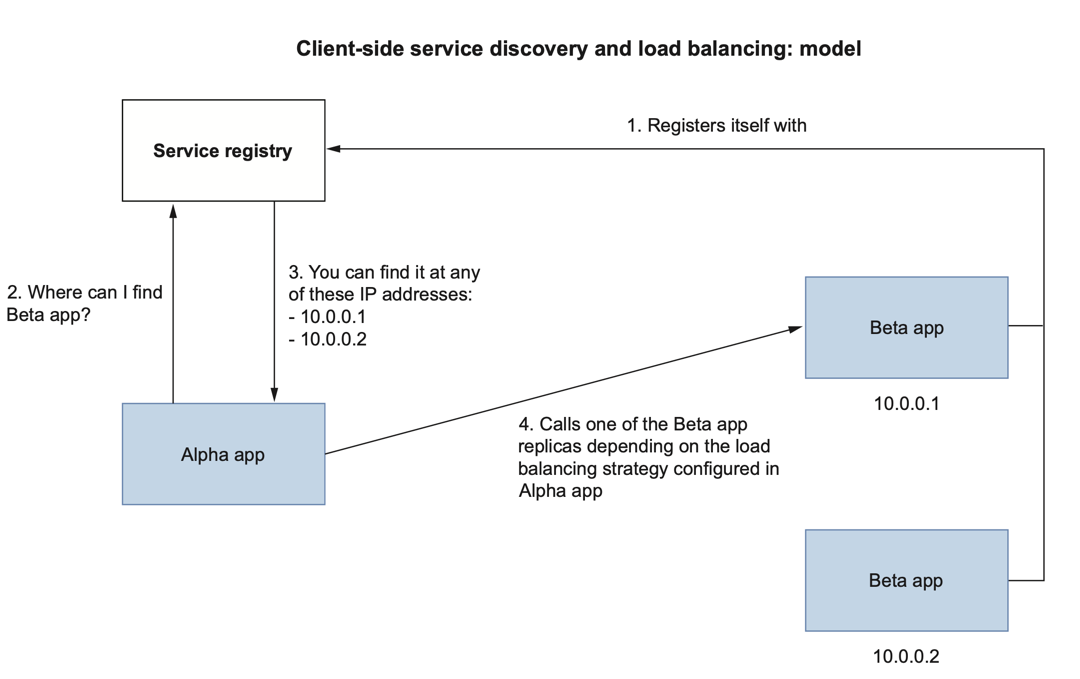 Client-side service discovery and load balancing: model
Service registry
1. Registers itself with
2. Where can I find
Beta app?
3. You can find it at any
of these IP addresses:
- 10.0.0.1
- 10.0.0.2
Beta app
10.0.0.1
Alpha app
4. Calls one of the Beta app
replicas depending on the load
balancing strategy configured in
Alpha app
Beta app
10.0.0.2